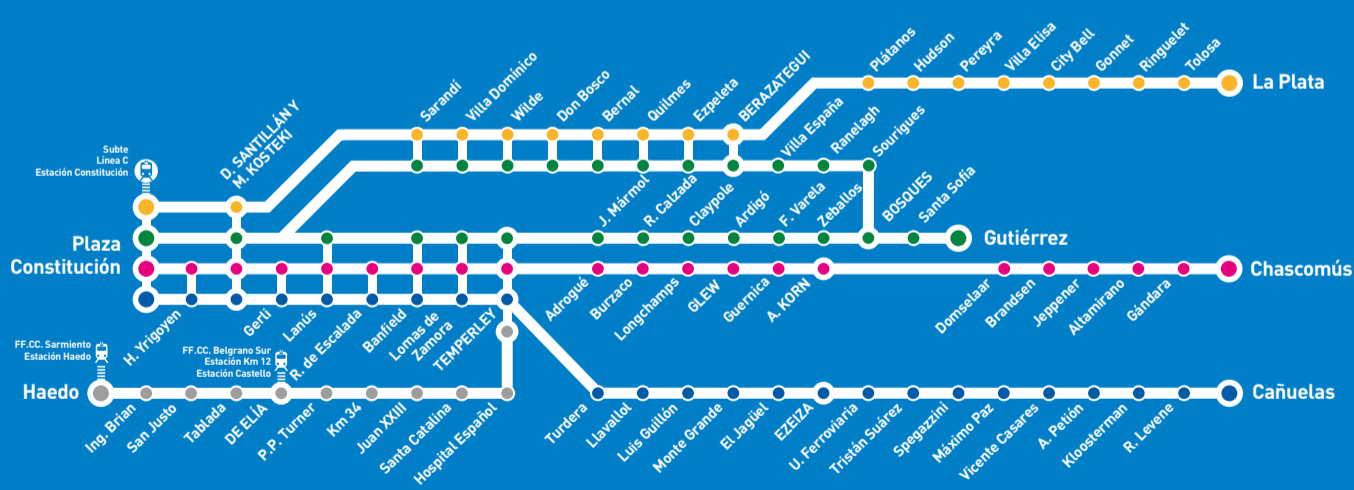 Subte
Línea C
Estación Constitución
Plaza
Constitución
D. SANTILLÁN Y
M. KOSTEKI
Sarandí
Villa Domínico
Wilde
Don Bosco
Bernal
Quilmes
Ezpeleta
BERAZATEGUI
Plátanos
Hudson
Pereyra
Villa Elisa
City Bell
Gonnet
Ringuelet
Tolosa
La Plata
Villa España
Ranelagh
Sourigues
J. Mármol
R. Calzada
Claypole
Ardigó
F. Varela
Zeballos
BOSQUES
Santa Sofía
Gutiérrez
H. Yrigoyen
Gerli
Lanús
R. de Escalada
Banfield
Lomas de
Zamora
TEMPERLEY
Adrogué
Burzaco
Longchamps
GLEW
Guernica
A. KORN
Domselaar
Brandsen
Jeppener
Altamirano
Gándara
Chascomús
FF.CC. Sarmiento
Estación Haedo
FF.CC. Belgrano Sur
Estación Km 12
Estación Castello
Haedo
Ing. Brian
San Justo
Tablada
DE ELÍA
P.P. Turner
Km 34
Juan XXIII
Santa Catalina
Hospital Español
Turdera
Llavallol
Luis Guillón
Monte Grande
El Jagüel
EZEIZA
U. Ferroviaria
Tristán Suárez
Spegazzini
Máximo Paz
Vicente Casares
A. Petión
Kloosterman
R. Levene
Cañuelas